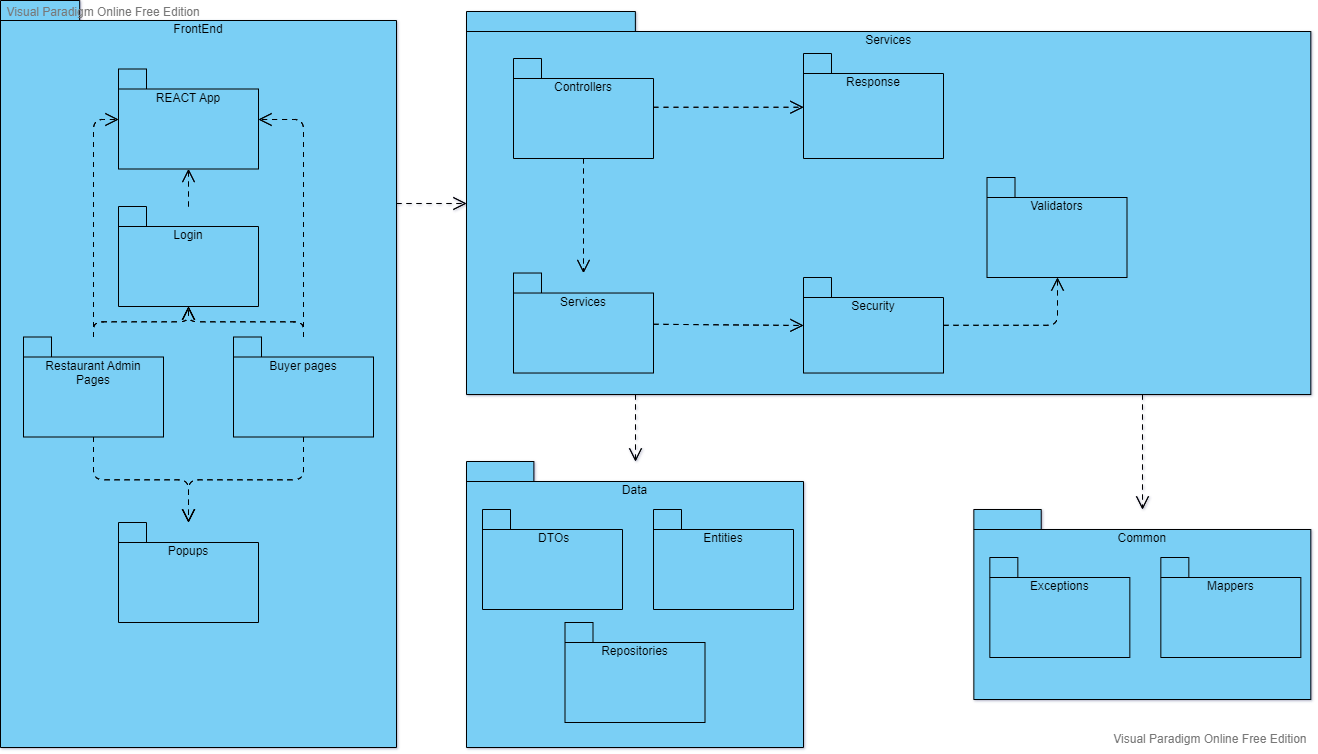 Visual Paradigm Online Free Edition
FrontEnd
REACT App
Login
Restaurant Admin
Pages
Buyer pages
Popups
Services
Controllers
Response
Validators
Services
Security
Data
DTOs
Entities
Repositories
Common
Exceptions
Mappers
Visual Paradigm Online Free Edition